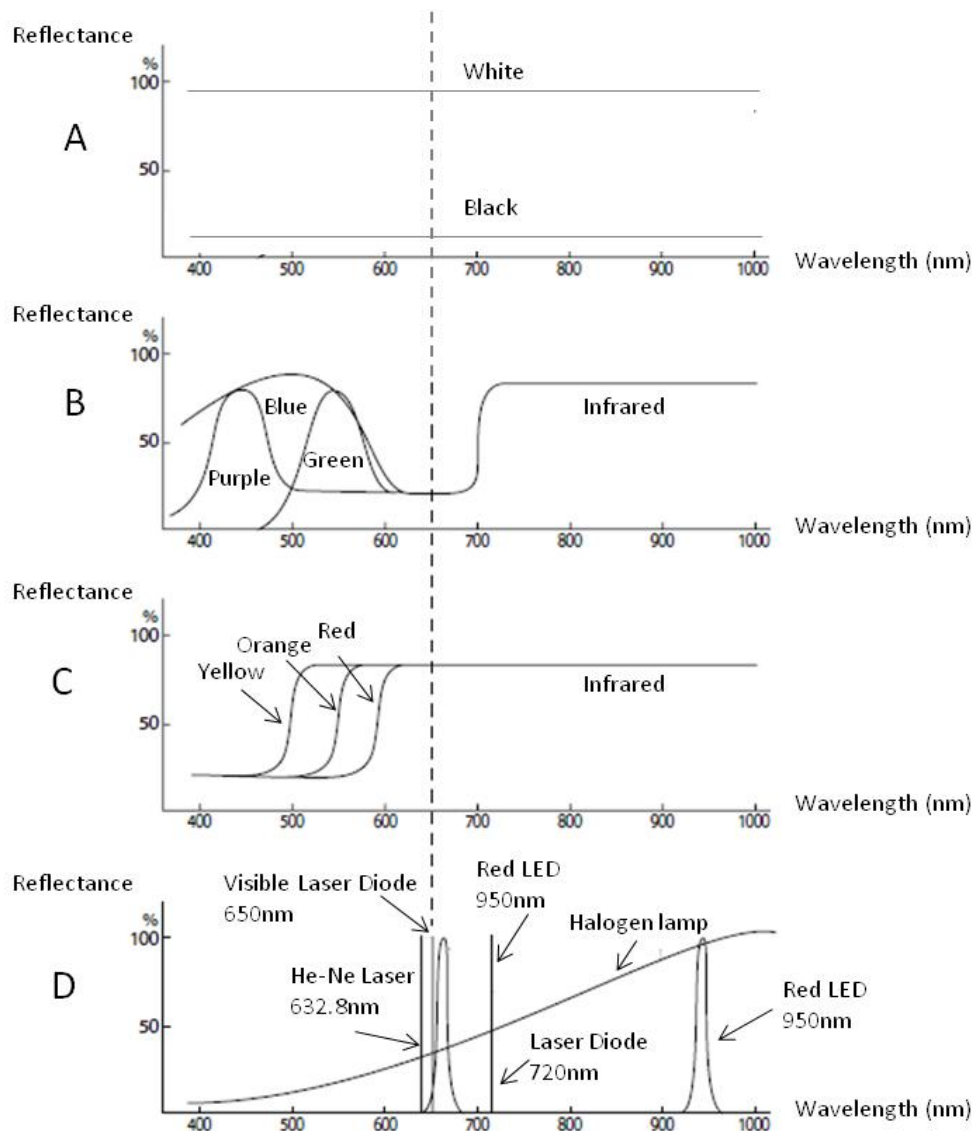 Reflectance
%
100
50
A
White
Black
400 500 600 700 800 900 1000
Wavelength (nm)
Reflectance
%
100
50
B
Blue
Green
Purple
Infrared
400 500 600 700 800 900 1000
Wavelength (nm)
Reflectance
%
100
50
C
Red
Orange
Yellow
Infrared
400 500 600 700 800 900 1000
Wavelength (nm)
Reflectance
%
100
50
D
Visible Laser Diode
650nm
Red LED
950nm
Halogen lamp
He-Ne Laser
632.8nm
Red LED
950nm
Laser Diode
720nm
400 500 600 700 800 900 1000
Wavelength (nm)